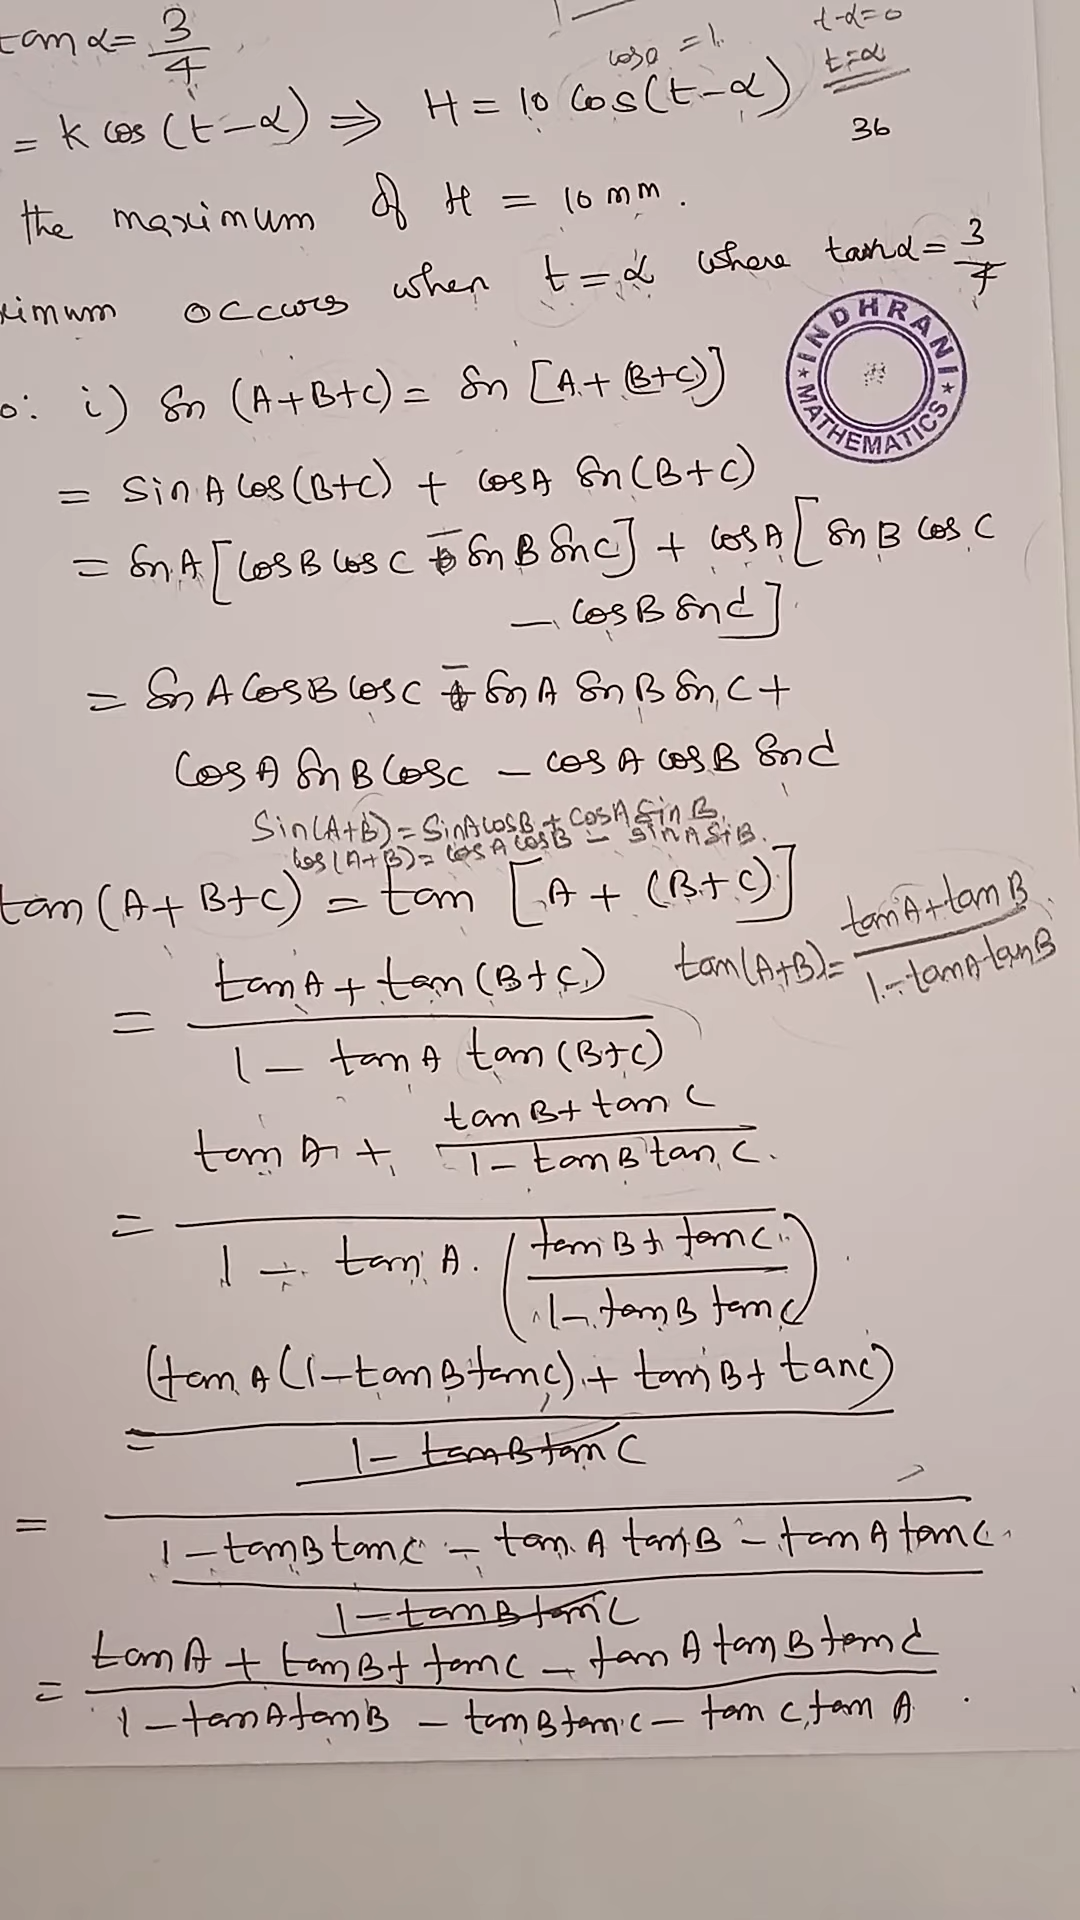 tan α = 3/4
cos 0 = 1.
t-α=0
t=α
= K cos (t-α) ⇒ H = 10 Cos(t-α)
36
the maximum of H = 10 mm.
ximum occurs when t=α where tanα = 3/4
INDHRANI MATHEMATICS
o: i) Sin (A+B+C) = Sin [A+(B+C)]
= Sin A Cos(B+C) + CosA Sin(B+C)
= Sin A [CosB Cos C - Sin B Sin C] + Cos A [Sin B Cos C
- Cos B Sin C]
= Sin A Cos B Cos C - Sin A Sin B Sin C +
Cos A Sin B Cos C - Cos A Cos B Sin C
Sin(A+B) = SinA CosB + CosA Sin B.
Cos(A+B) = Cos A Cos B - Sin A Sin B.
tan (A+B+C) = tan [A + (B+C)]
tan(A+B) = tanA + tanB / 1 - tanA tanB
= tan A + tan (B+C) / 1 - tan A tan (B+C)
= tan A + tan B + tan C / 1 - tan B tan C. / 1 - tan A. (tan B + tan C / 1 - tan B tan C)
= (tan A (1 - tan B tan C) + tan B + tan C) / 1 - tan B tan C
= 1 - tan B tan C - tan A tan B - tan A tan C / 1 - tan B tan C
= tan A + tan B + tan C - tan A tan B tan C / 1 - tan A tan B - tan B tan C - tan C tan A.